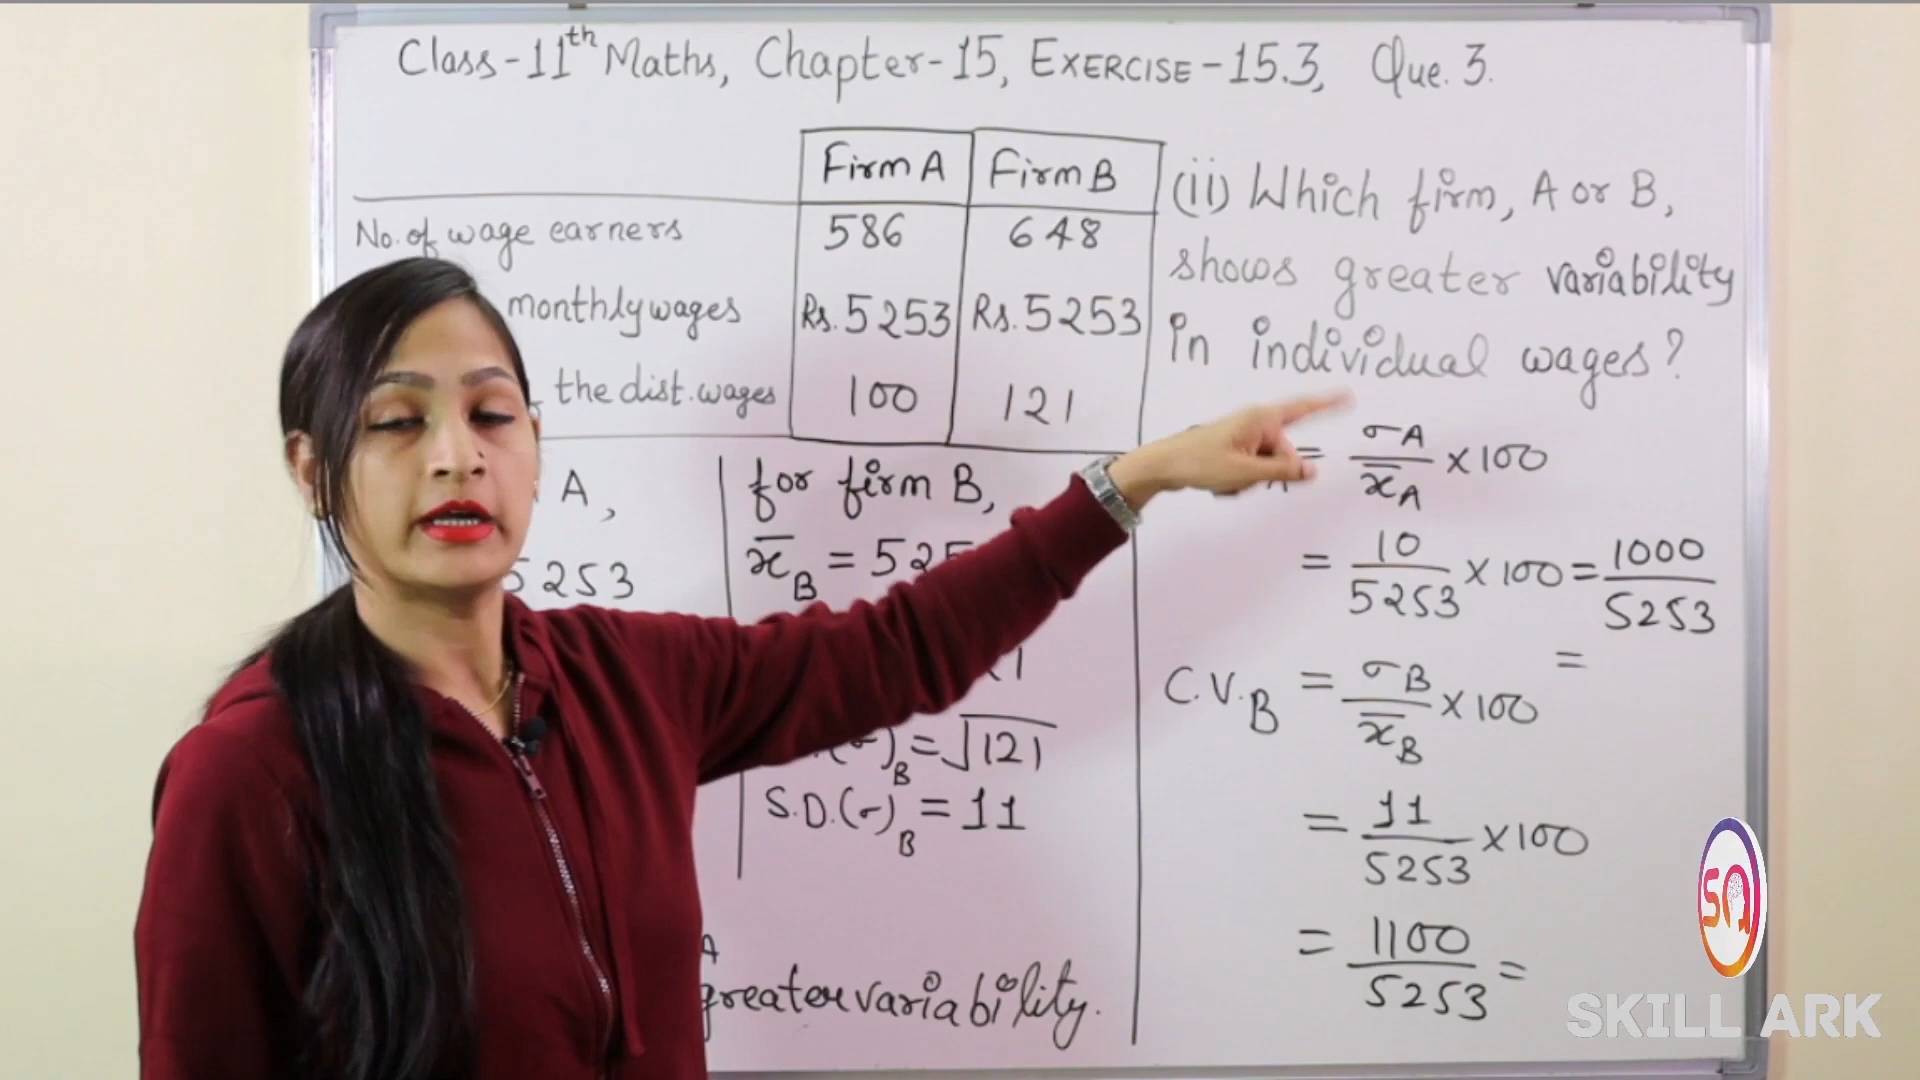 Class-11th Maths, Chapter-15, EXERCISE-15.3, Que. 3.
Firm A Firm B
No. of wage earners 586 648
monthly wages Rs. 5253 Rs. 5253
the dist. wages 100 121
(ii) Which firm, A or B,
shows greater variability
in individual wages?
A,
5253
for firm B,
x̄B = 525
(σ)B = √121
S.D.(σ)B = 11
A
greater variability.
= σA/x̄A × 100
= 10/5253 × 100 = 1000/5253
=
C.V.B = σB/x̄B × 100
= 11/5253 × 100
= 1100/5253 =
SKILL ARK